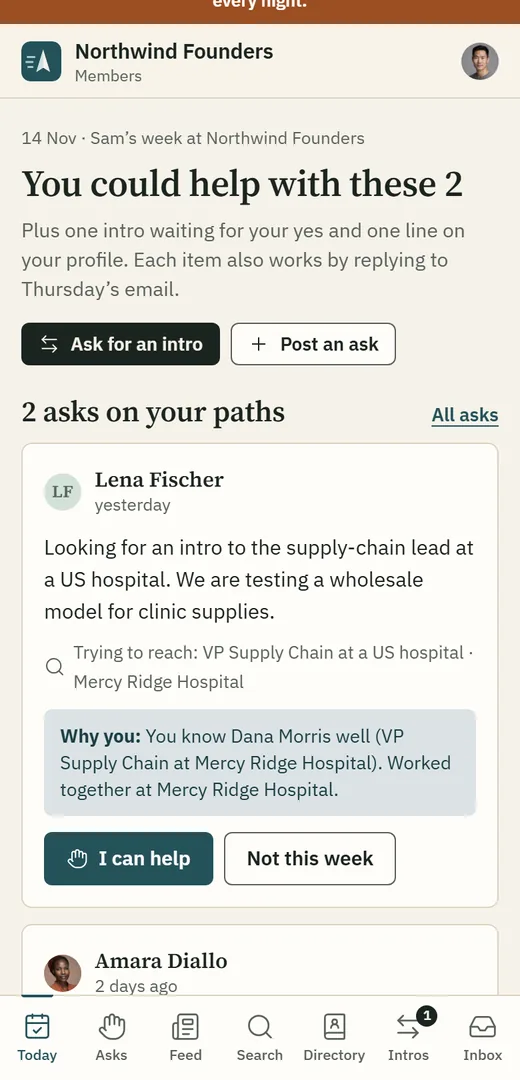 every night.
Northwind Founders
Members
14 Nov · Sam’s week at Northwind Founders
You could help with these 2
Plus one intro waiting for your yes and one line on
your profile. Each item also works by replying to
Thursday’s email.
Ask for an intro
Post an ask
2 asks on your paths
All asks
LF
Lena Fischer
yesterday
Looking for an intro to the supply-chain lead at
a US hospital. We are testing a wholesale
model for clinic supplies.
Trying to reach: VP Supply Chain at a US hospital ·
Mercy Ridge Hospital
Why you: You know Dana Morris well (VP
Supply Chain at Mercy Ridge Hospital). Worked
together at Mercy Ridge Hospital.
I can help
Not this week
Amara Diallo
2 days ago
1
Today
Asks
Feed
Search
Directory
Intros
Inbox